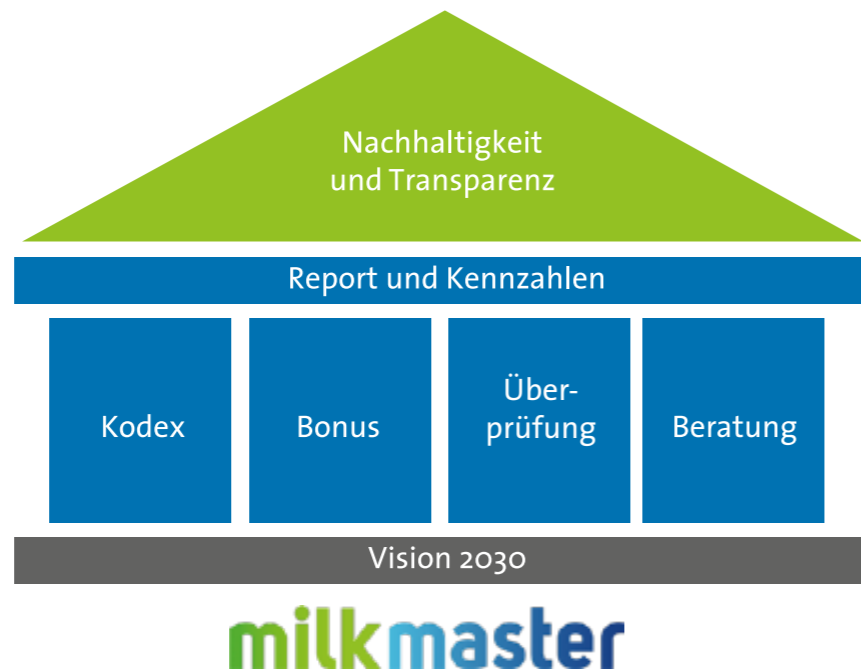 Nachhaltigkeit
und Transparenz
Report und Kennzahlen
Kodex
Bonus
Über-
prüfung
Beratung
Vision 2030
milkmaster